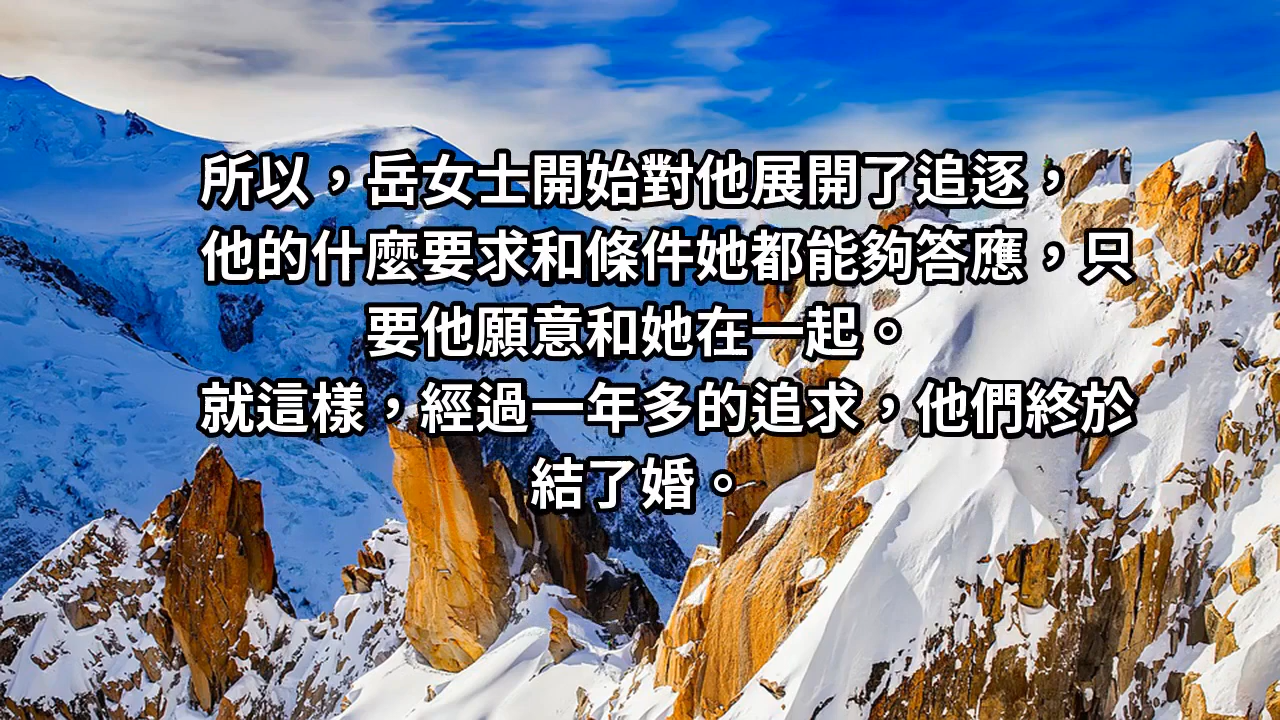 所以，岳女士開始對他展開了追逐，
他的什麼要求和條件她都能夠答應，只
要他願意和她在一起。
就這樣，經過一年多的追求，他們終於
結了婚。